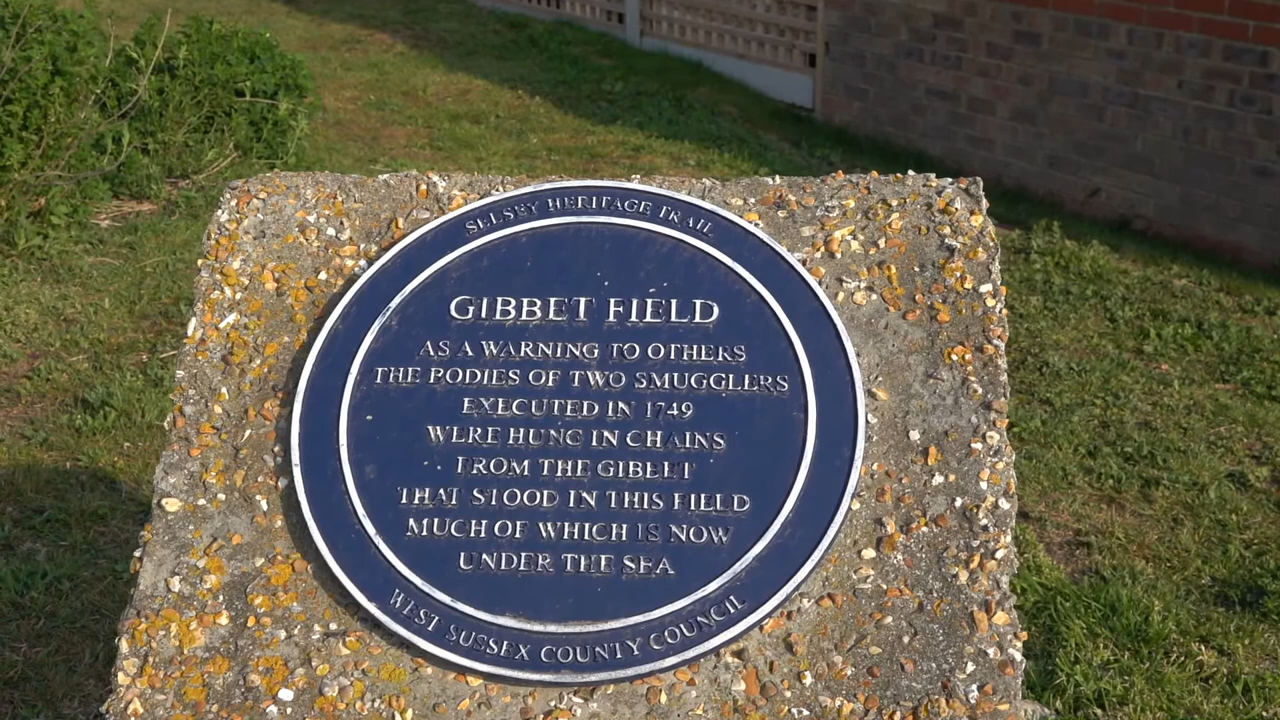 SELSEY HERITAGE TRAIL
GIBBET FIELD
AS A WARNING TO OTHERS
THE BODIES OF TWO SMUGGLERS
EXECUTED IN 1749
WERE HUNG IN CHAINS
FROM THE GIBBET
THAT STOOD IN THIS FIELD
MUCH OF WHICH IS NOW
UNDER THE SEA
WEST SUSSEX COUNTY COUNCIL